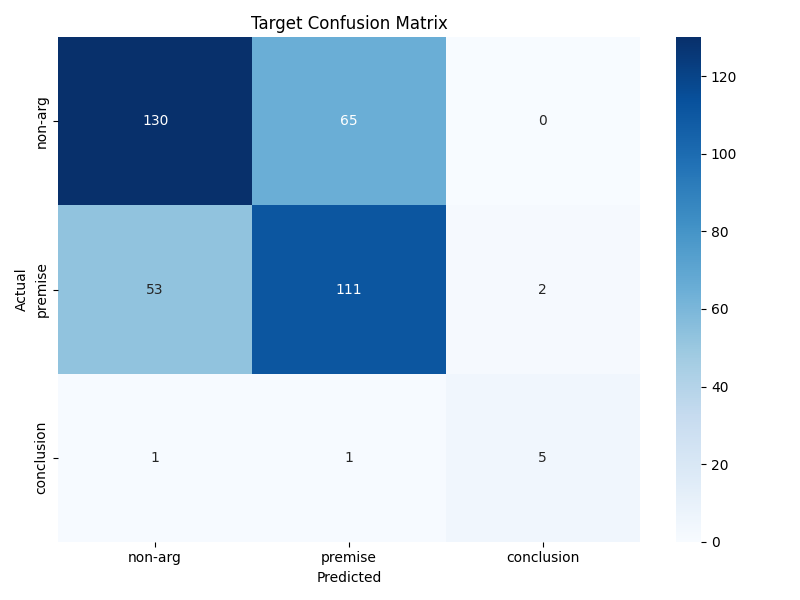 Target Confusion Matrix
Actual
non-arg
130
65
0
premise
53
111
2
conclusion
1
1
5
non-arg
premise
conclusion
Predicted
120
100
80
60
40
20
0